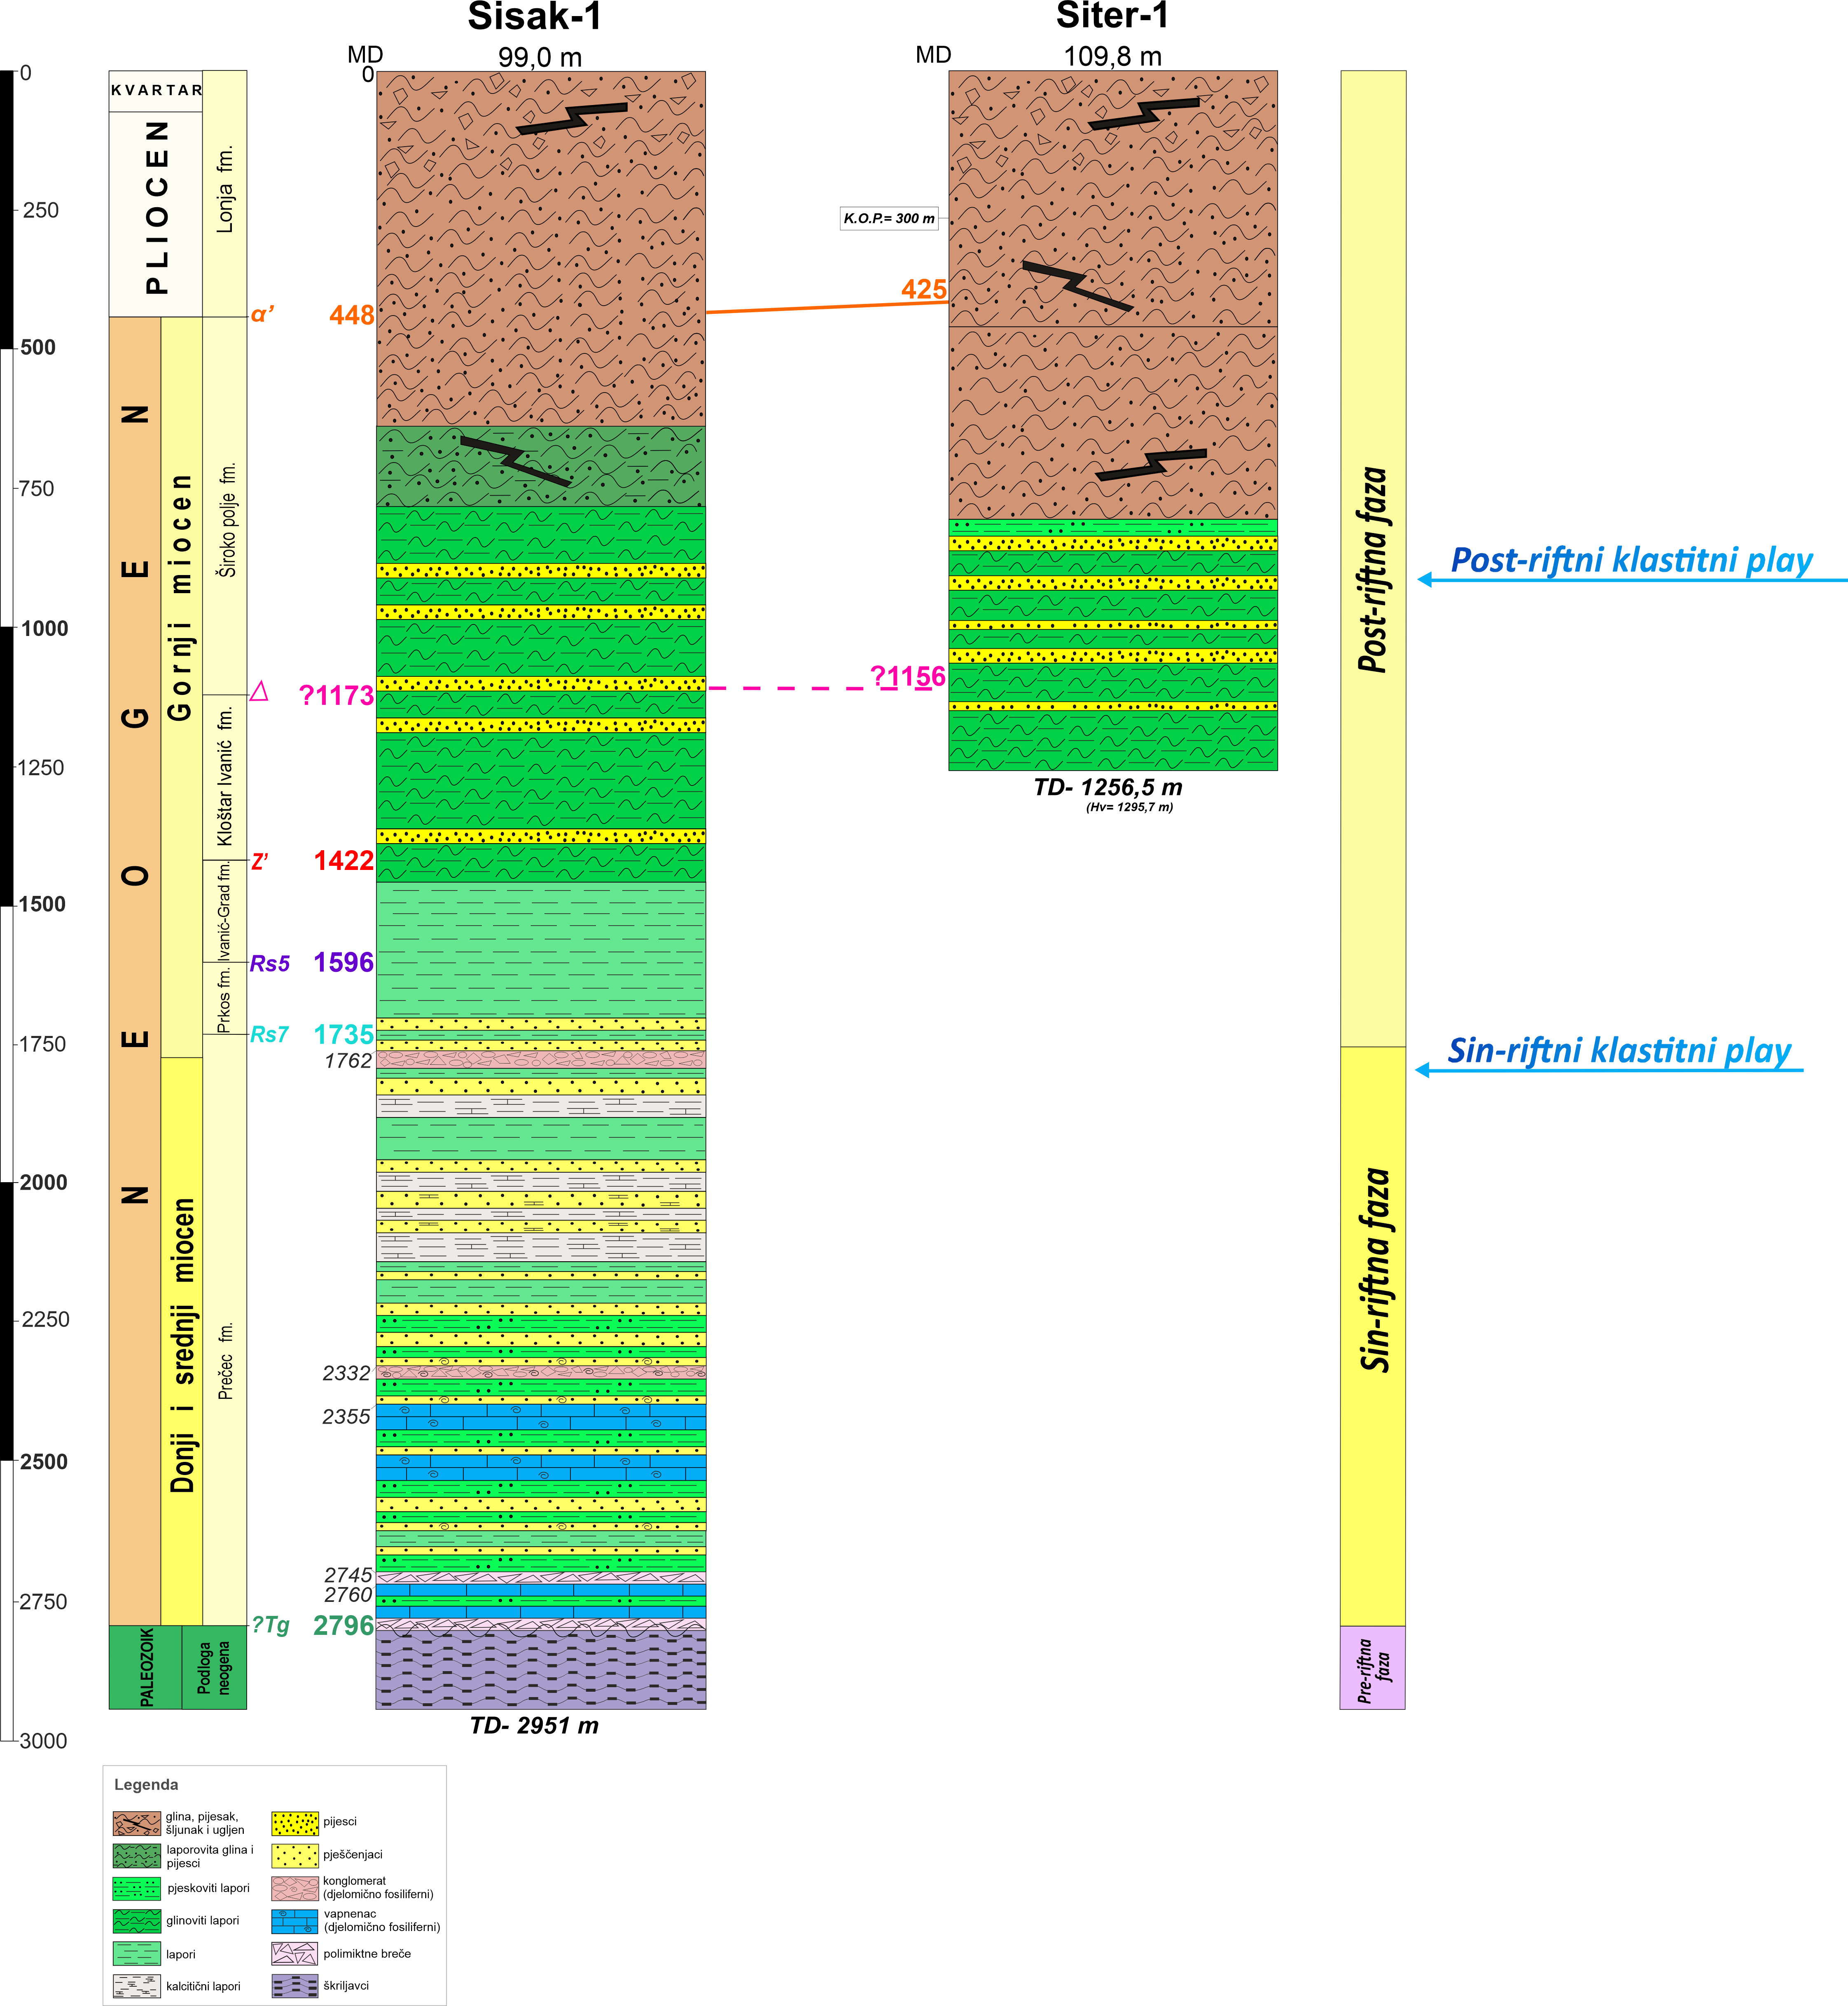 Sisak-1
Siter-1
MD
99,0 m
MD
109,8 m
0
0
250
500
750
1000
1250
1500
1750
2000
2250
2500
2750
3000
KVARTAR
PLIOCEN
NEOGEN
Gornji miocen
Donji i srednji miocen
PALEOZOIK
Podloga
neogena
Lonja fm.
Široko polje fm.
Kloštar Ivanić fm.
Ivanić-Grad fm.
Prkos fm.
Prečec fm.
α’
448
425
K.O.P.= 300 m
Δ
?1173
?1156
Z’
1422
Rs5
1596
Rs7
1735
1762
2332
2355
2745
2760
?Tg
2796
TD- 2951 m
TD- 1256,5 m
(Hv= 1295,7 m)
Post-riftna faza
Sin-riftna faza
Pre-riftna
faza
Post-riftni klastitni play
Sin-riftni klastitni play
Legenda
glina, pijesak,
šljunak i ugljen
laporovita glina i
pijesci
pjeskoviti lapori
glinoviti lapori
lapori
kalcitični lapori
pijesci
pješčenjaci
konglomerat
(djelomično fosiliferni)
vapnenac
(djelomično fosiliferni)
polimiktne breče
škriljavci